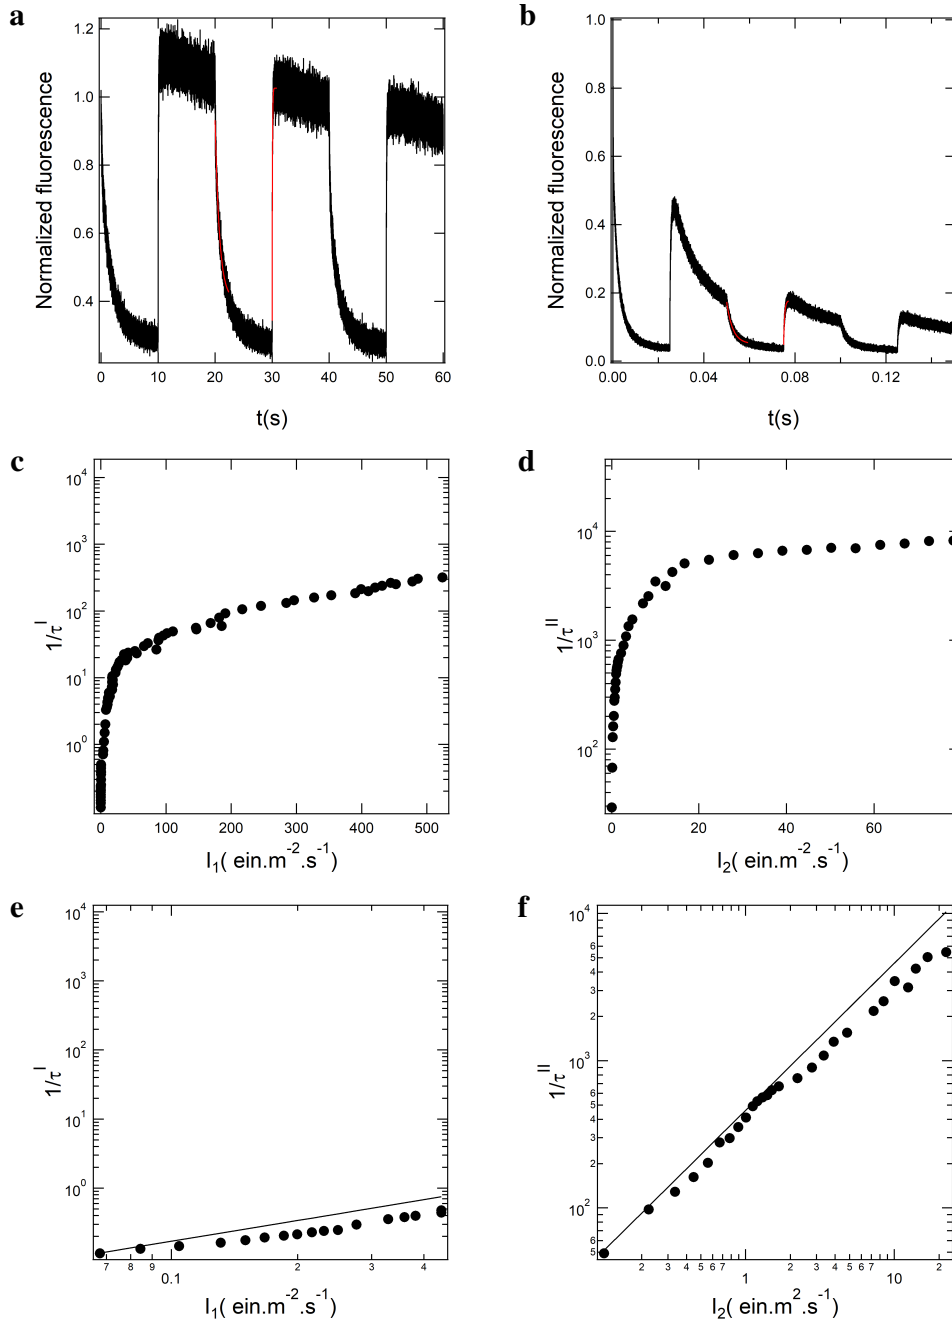 a
1.2
1.0
0.8
0.6
0.4
Normalized fluorescence
0 10 20 30 40 50 60
t(s)
b
1.0
0.8
0.6
0.4
0.2
0.0
Normalized fluorescence
0.00 0.04 0.08 0.12
t(s)
c
10^4
10^3
10^2
10^1
10^0
1/τ^I
0 100 200 300 400 500
I_1( ein.m^-2.s^-1)
d
10^4
10^3
10^2
1/τ^II
0 20 40 60
I_2( ein.m^-2.s^-1)
e
10^4
10^3
10^2
10^1
10^0
1/τ^I
7 8 9 0.1 2 3 4
I_1( ein.m^-2.s^-1)
f
10^4
6
5
4
3
2
10^3
6
5
4
3
2
10^2
5
1/τ^II
2 3 4 5 6 7 1 2 3 4 5 6 7 10 2
I_2( ein.m^2.s^-1)